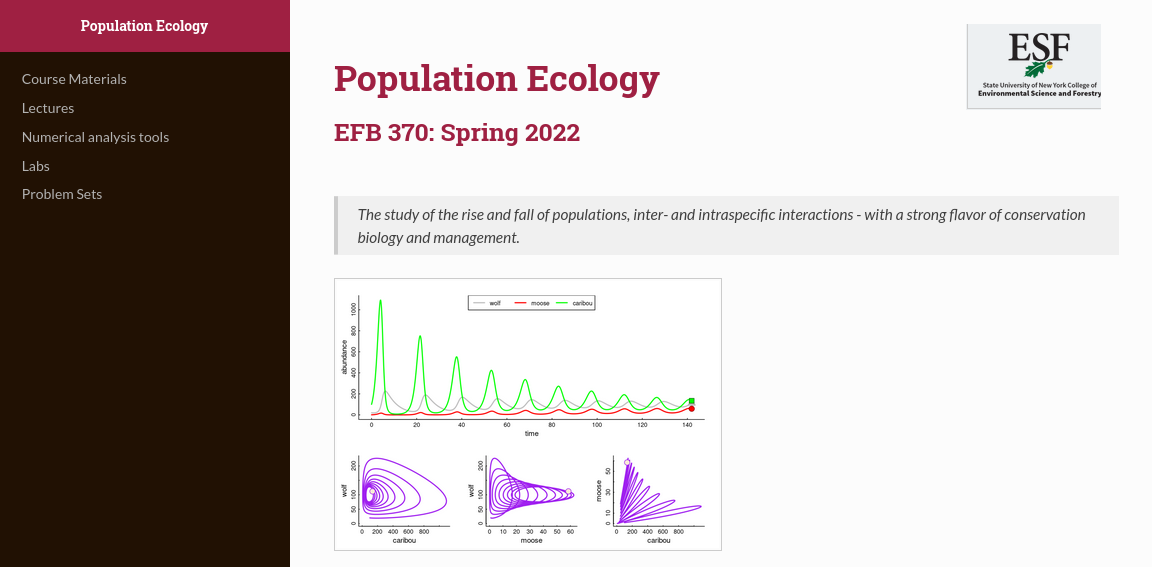 Population Ecology
Course Materials
Lectures
Numerical analysis tools
Labs
Problem Sets
ESF
State University of New York College of
Environmental Science and Forestry
Population Ecology
EFB 370: Spring 2022
The study of the rise and fall of populations, inter- and intraspecific interactions - with a strong flavor of conservation
biology and management.
wolf moose caribou
abundance
0 200 400 600 800 1000
0 20 40 60 80 100 120 140
time
wolf
0 50 100 200
0 200 400 600 800
caribou
wolf
0 50 100 200
0 10 20 30 40 50 60
moose
moose
0 10 30 50
0 200 400 600 800
caribou